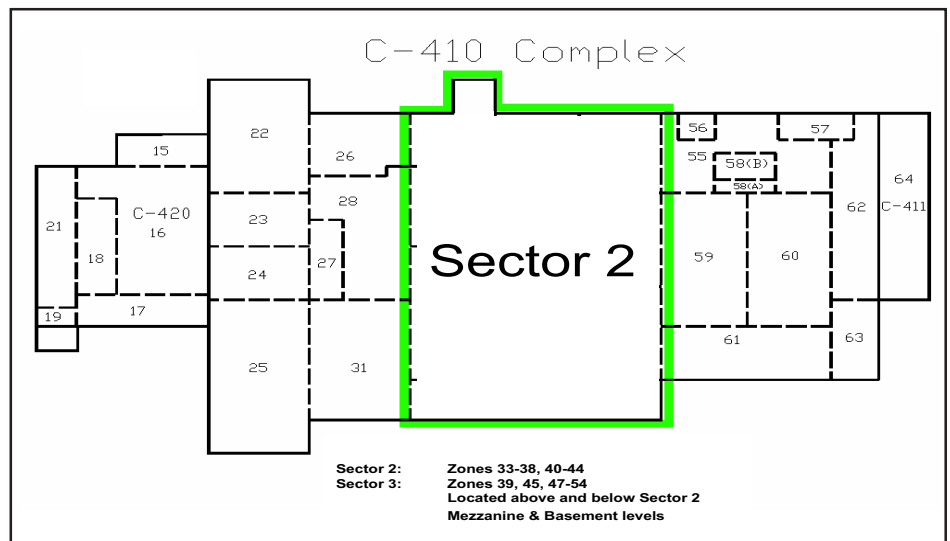 C-410 Complex
22
56
57
15
26
55
58(B)
58(A)
64
C-411
62
28
C-420
16
21
18
23
27
24
Sector 2
59
60
19
17
61
63
25
31
Sector 2: Zones 33-38, 40-44
Sector 3: Zones 39, 45, 47-54
Located above and below Sector 2
Mezzanine & Basement levels